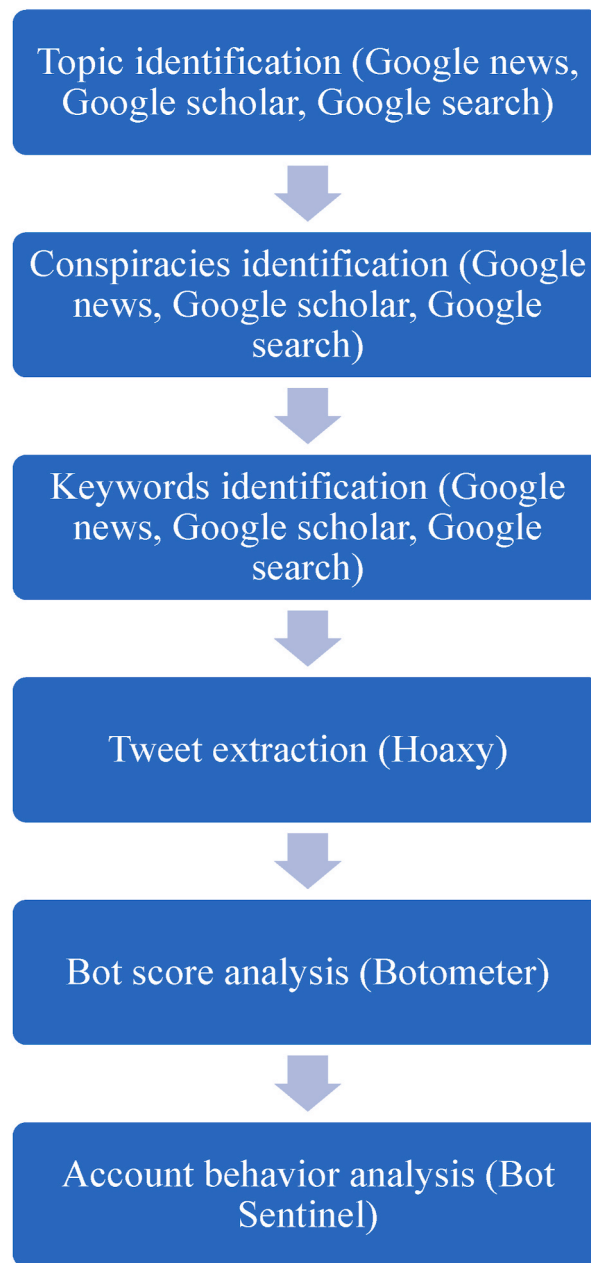 Topic identification (Google news,
Google scholar, Google search)
Conspiracies identification (Google
news, Google scholar, Google
search)
Keywords identification (Google
news, Google scholar, Google
search)
Tweet extraction (Hoaxy)
Bot score analysis (Botometer)
Account behavior analysis (Bot
Sentinel)